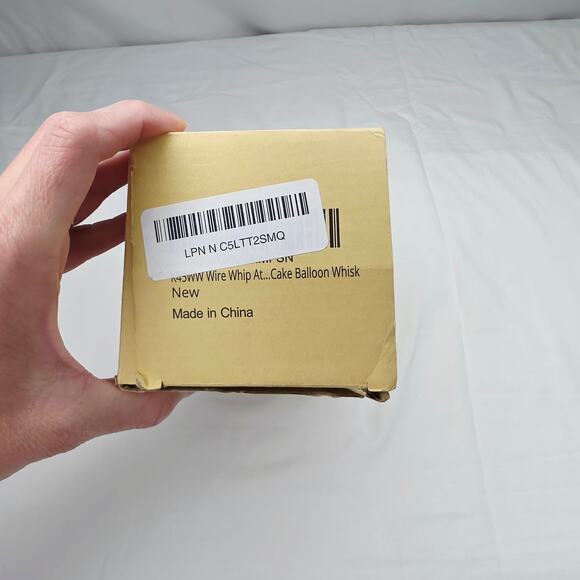 LPN N C5LTT2SMQ
K45WW Wire Whip At...Cake Balloon Whisk
New
Made in China